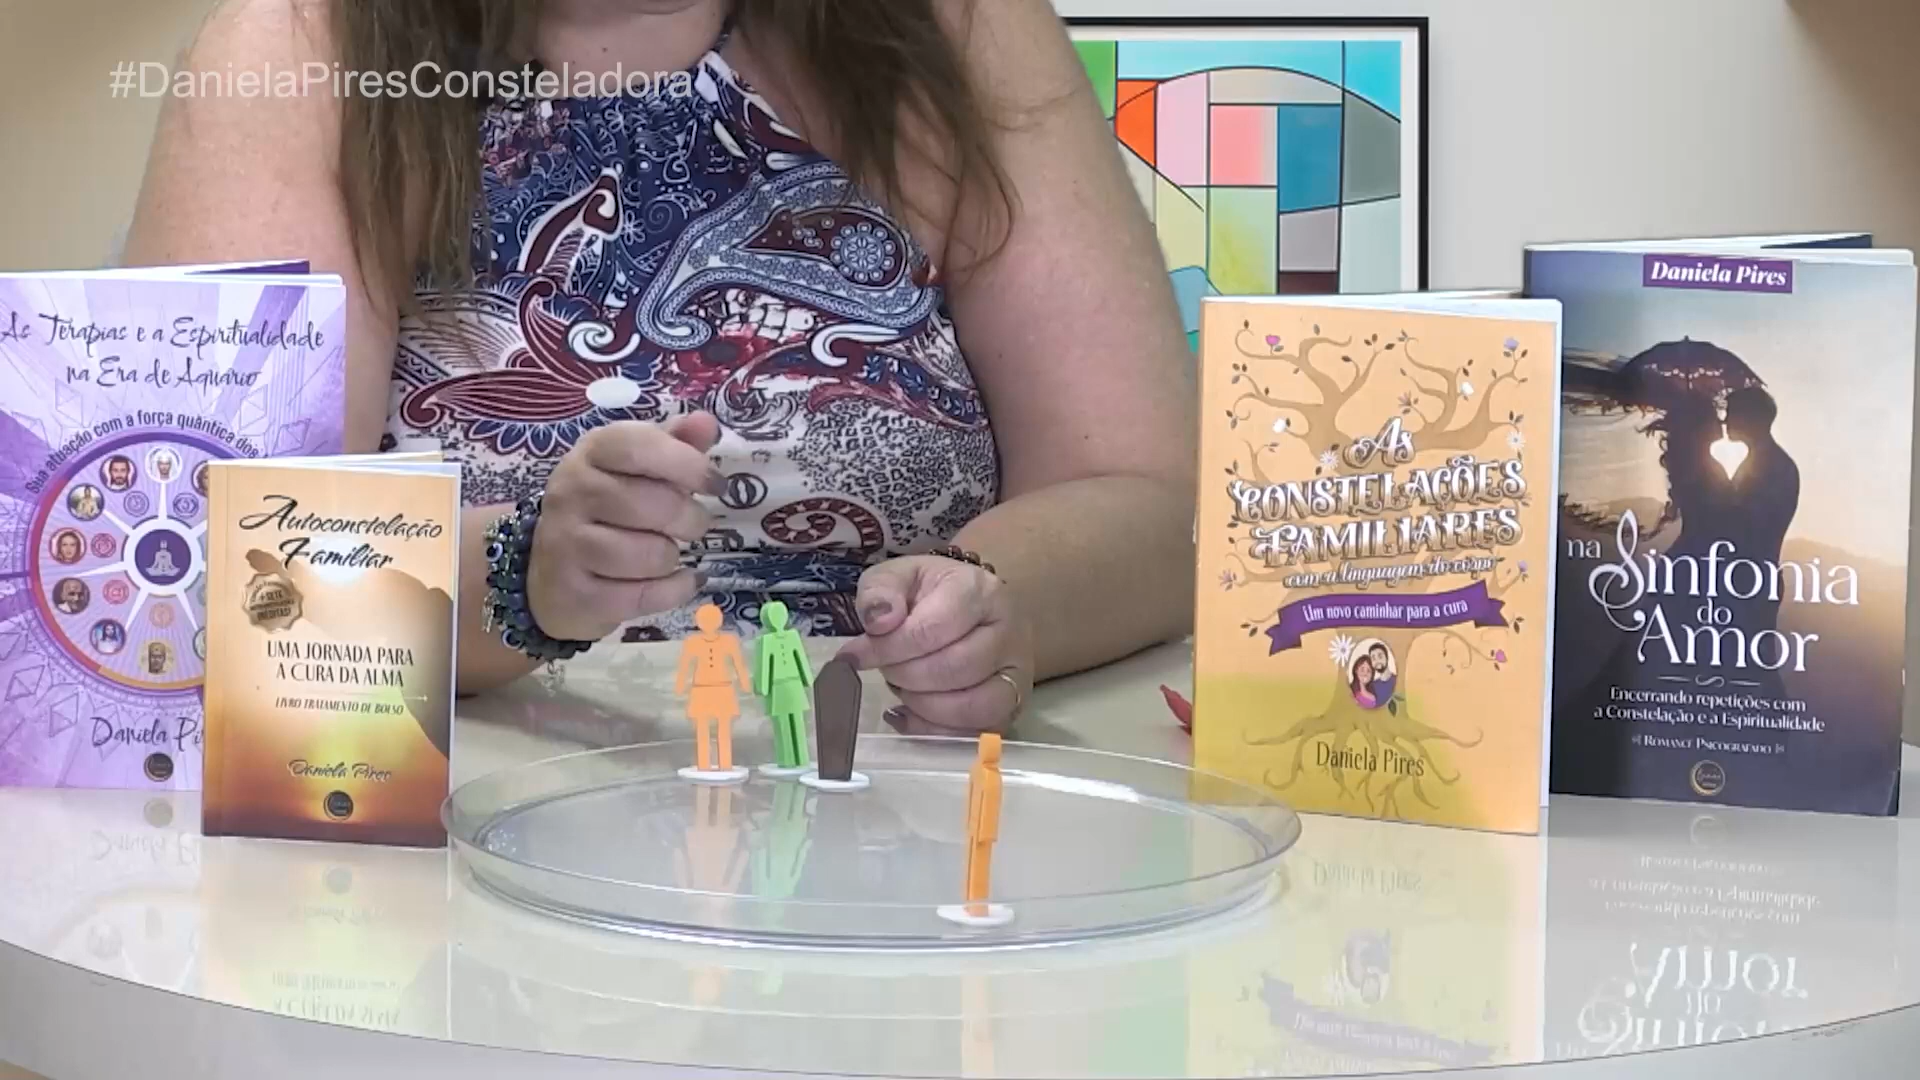 #DanielaPiresConsteladora
As Terapias e a Espiritualidade
na Era de Aquário
Sua atuação com a força quântica dos
Daniela Pi
Autoconstelação
Familiar
+ SETE
INÉDITAS!
UMA JORNADA PARA
A CURA DA ALMA
LIVRO TRATAMENTO DE BOLSO
Daniela Pires
As
CONSTELAÇÕES
FAMILIARES
com a linguagem do corpo
Um novo caminhar para a cura
Daniela Pires
Daniela Pires
na Sinfonia
do
Amor
Encerrando repetições com
a Constelação e a Espiritualidade
ROMANCE PSICOGRAFADO